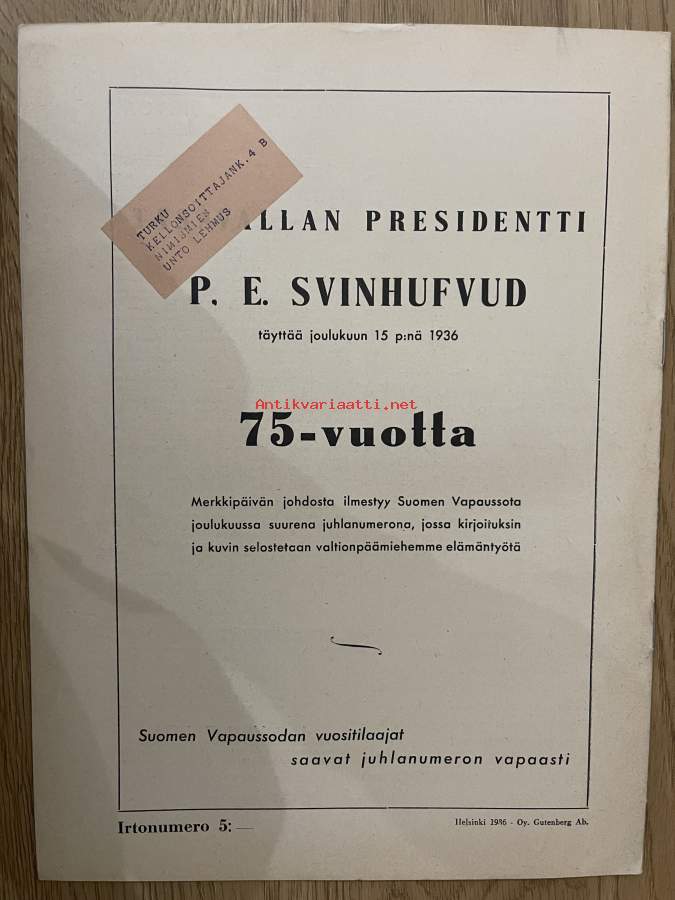 TURKU
KELLONSOITTAJANK.4 B
NIMISMIES
UNTO LEHMUS
ALLAN PRESIDENTTI
P. E. SVINHUFVUD
täyttää joulukuun 15 p:nä 1936
Antikvariaatti.net
75-vuotta
Merkkipäivän johdosta ilmestyy Suomen Vapaussota
joulukuussa suurena juhlanumerona, jossa kirjoituksin
ja kuvin selostetaan valtionpäämiehemme elämäntyötä
Suomen Vapaussodan vuositilaajat
saavat juhlanumeron vapaasti
Irtonumero 5: —
Helsinki 1936 - Oy. Gutenberg Ab.